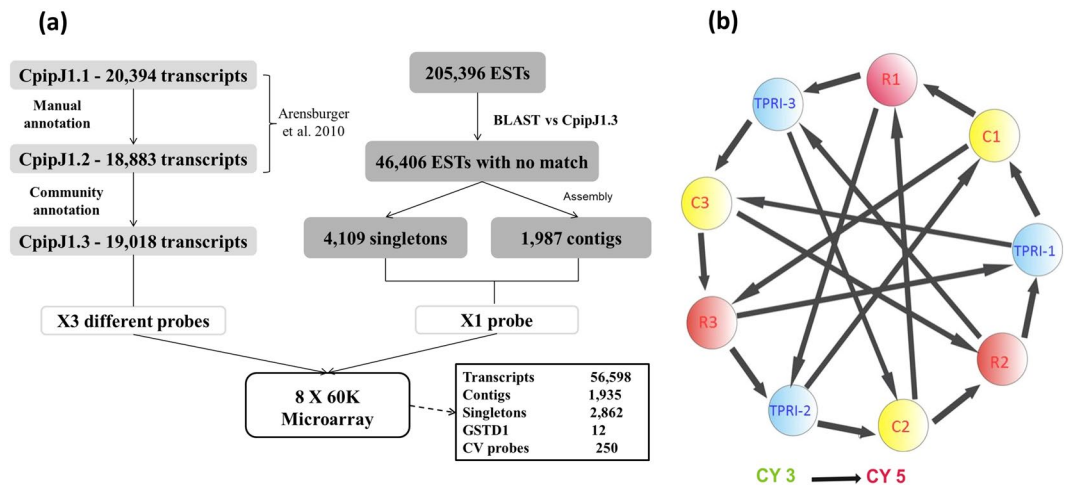 (a)
CpipJ1.1 - 20,394 transcripts
Manual
annotation
Arensburger
et al. 2010
CpipJ1.2 - 18,883 transcripts
Community
annotation
CpipJ1.3 - 19,018 transcripts
X3 different probes
205,396 ESTs
BLAST vs CpipJ1.3
46,406 ESTs with no match
Assembly
4,109 singletons
1,987 contigs
X1 probe
8 X 60K
Microarray
Transcripts 56,598
Contigs 1,935
Singletons 2,862
GSTD1 12
CV probes 250
(b)
R1
TPRI-3
C1
C3
TPRI-1
R3
R2
TPRI-2
C2
CY 3 CY 5